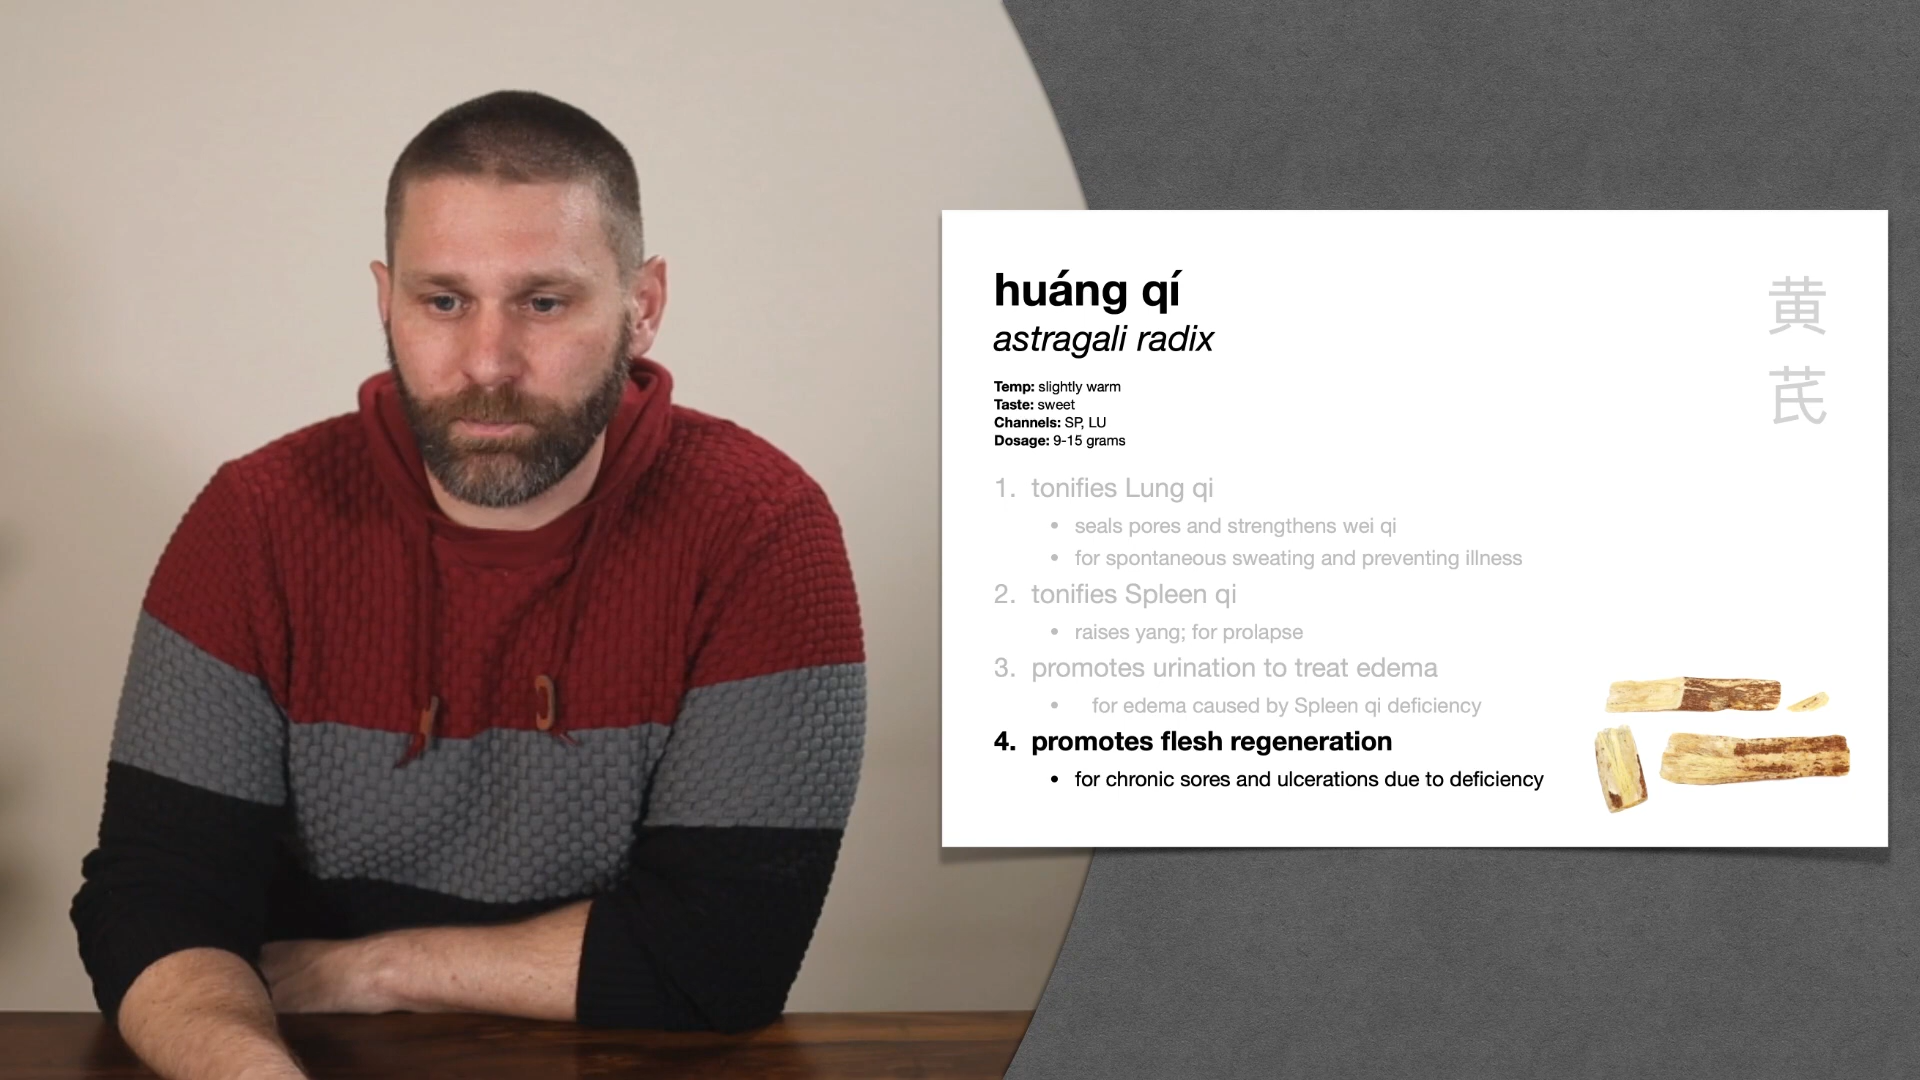 huáng qí
astragali radix
黄
芪
Temp: slightly warm
Taste: sweet
Channels: SP, LU
Dosage: 9-15 grams
1. tonifies Lung qi
• seals pores and strengthens wei qi
• for spontaneous sweating and preventing illness
2. tonifies Spleen qi
• raises yang; for prolapse
3. promotes urination to treat edema
• for edema caused by Spleen qi deficiency
4. promotes flesh regeneration
• for chronic sores and ulcerations due to deficiency